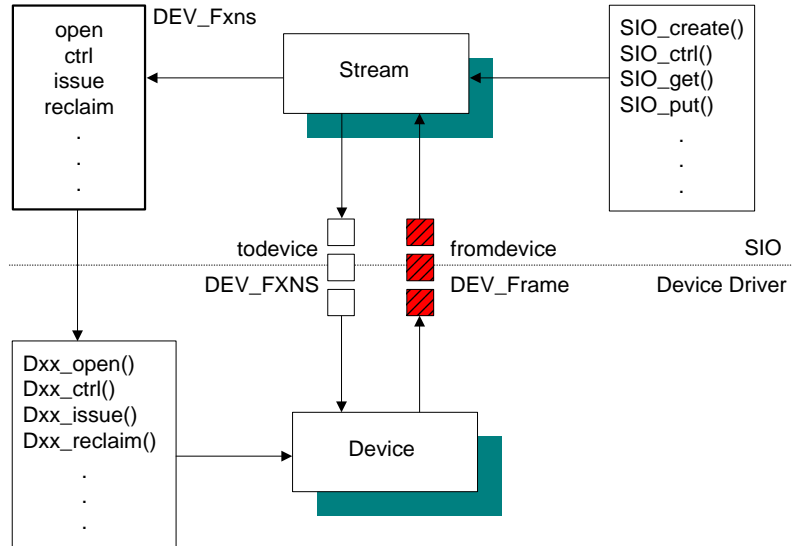 DEV_Fxns
open
ctrl
issue
reclaim
.
.
.
Stream
SIO_create()
SIO_ctrl()
SIO_get()
SIO_put()
.
.
.
todevice
fromdevice
SIO
DEV_FXNS
DEV_Frame
Device Driver
Dxx_open()
Dxx_ctrl()
Dxx_issue()
Dxx_reclaim()
.
.
.
Device